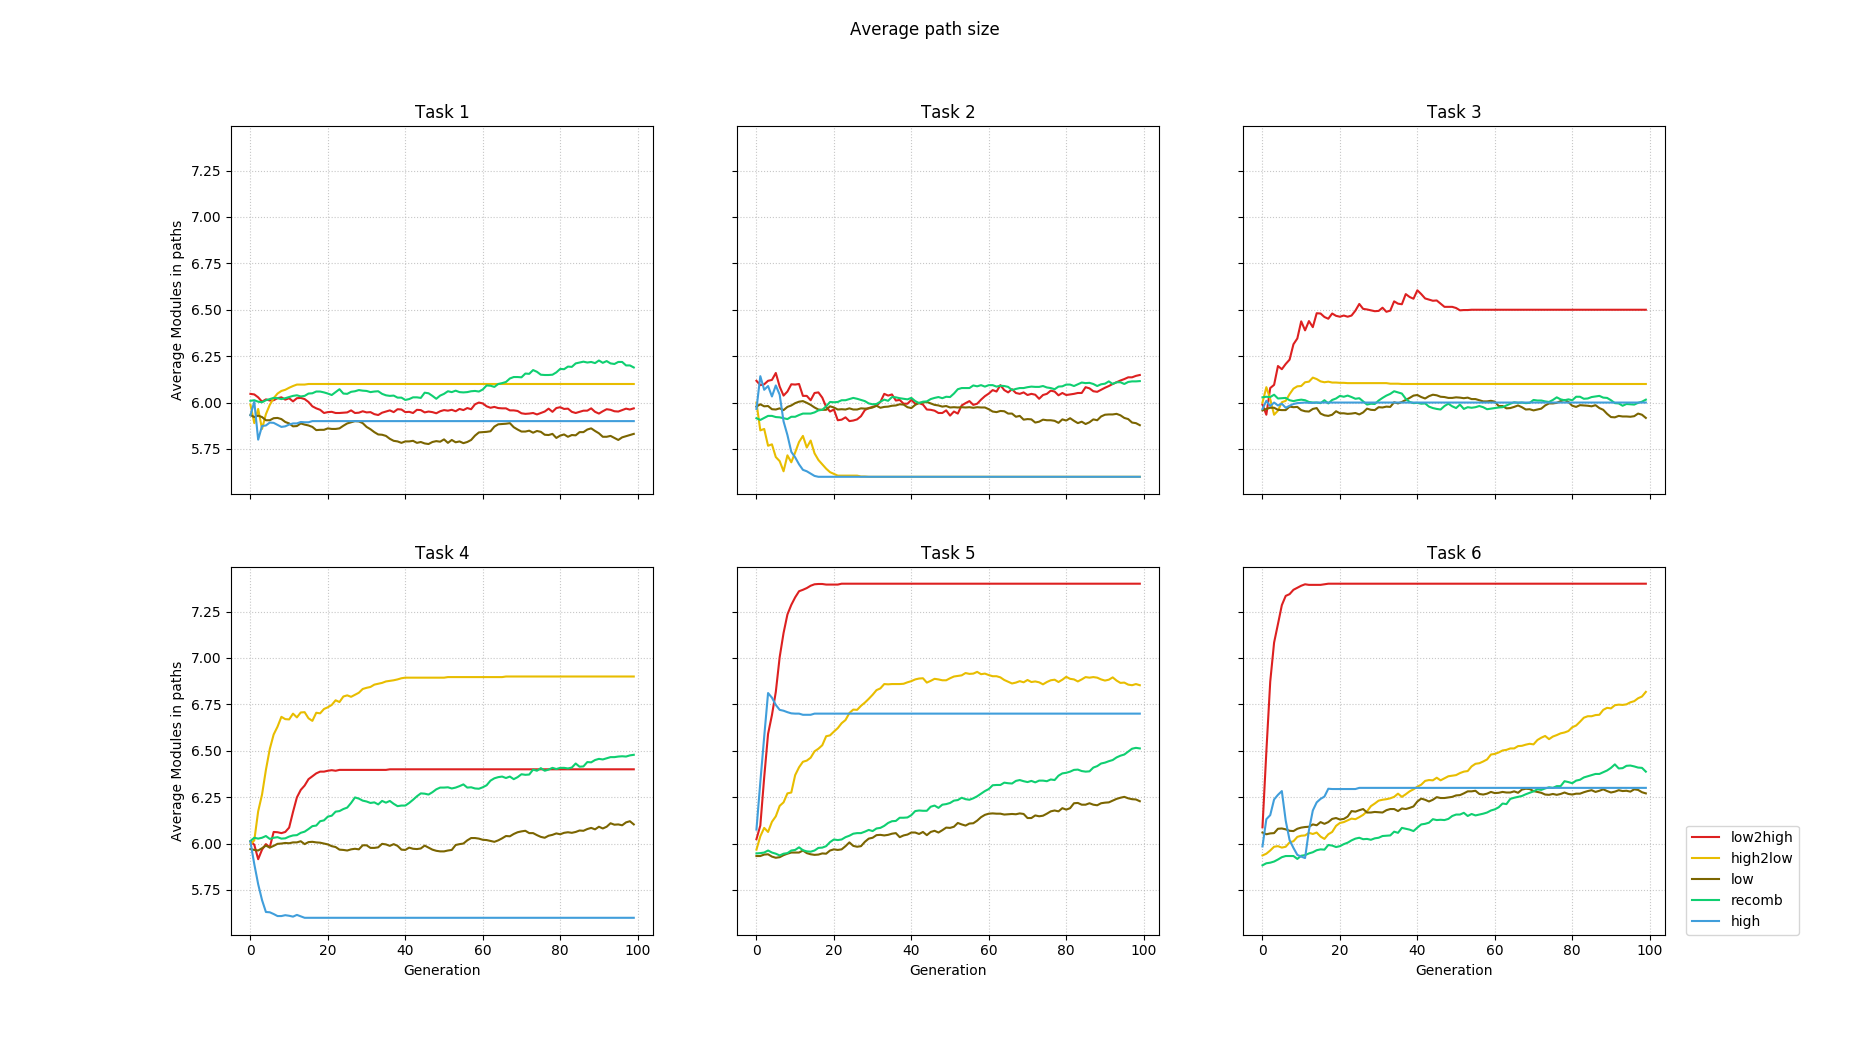 Average path size
Task 1
Task 2
Task 3
Average Modules in paths
7.25
7.00
6.75
6.50
6.25
6.00
5.75
Task 4
Task 5
Task 6
Average Modules in paths
7.25
7.00
6.75
6.50
6.25
6.00
5.75
0 20 40 60 80 100
0 20 40 60 80 100
0 20 40 60 80 100
Generation
Generation
Generation
low2high
high2low
low
recomb
high